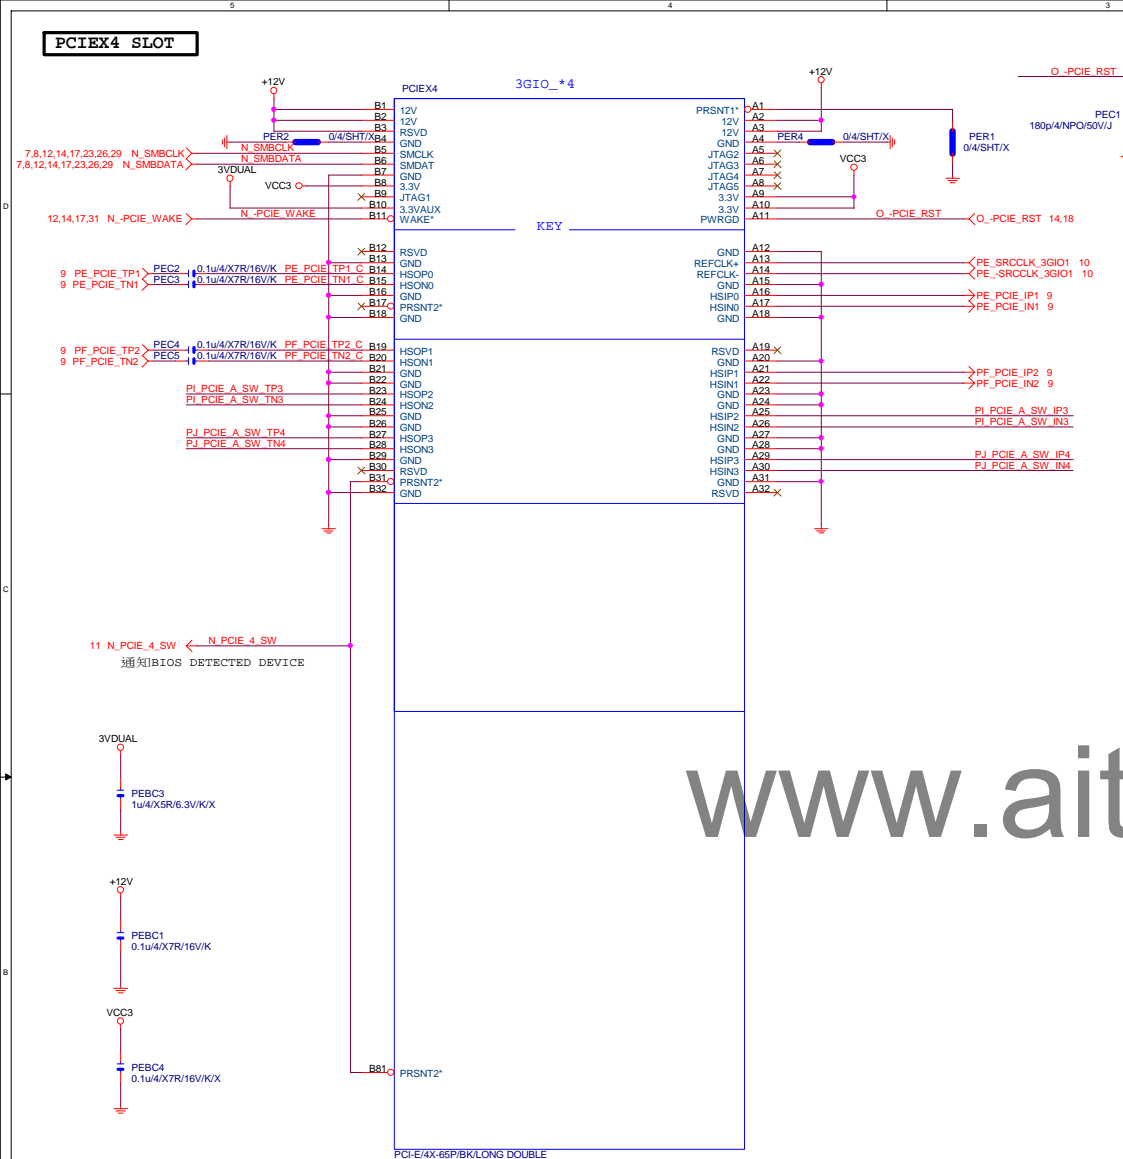 5 4 3
PCIEX4 SLOT
+12V PCIEX4 3GIO_*4 +12V O_-PCIE_RST
PEC1
180p/4/NPO/50V/J
B1 12V PRSNT1* A1
B2 12V 12V A2
B3 RSVD 12V A3
PER2 0/4/SHT/X B4 GND GND A4 PER4 0/4/SHT/X PER1
0/4/SHT/X
7,8,12,14,17,23,26,29 N_SMBCLK N_SMBCLK B5 SMCLK JTAG2 A5
7,8,12,14,17,23,26,29 N_SMBDATA N_SMBDATA B6 SMDAT JTAG3 A6
3VDUAL B7 GND JTAG4 A7 VCC3
VCC3 B8 3.3V JTAG5 A8
B9 JTAG1 3.3V A9
D B10 3.3VAUX 3.3V A10
12,14,17,31 N_-PCIE_WAKE N_-PCIE_WAKE B11 WAKE* PWRGD A11 O_-PCIE_RST O_-PCIE_RST 14,18
KEY
B12 RSVD GND A12
B13 GND REFCLK+ A13 PE_SRCCLK_3GIO1 10
9 PE_PCIE_TP1 PEC2 0.1u/4/X7R/16V/K PE_PCIE_TP1_C B14 HSOP0 REFCLK- A14 PE_-SRCCLK_3GIO1 10
9 PE_PCIE_TN1 PEC3 0.1u/4/X7R/16V/K PE_PCIE_TN1_C B15 HSON0 GND A15
B16 GND HSIP0 A16 PE_PCIE_IP1 9
B17 PRSNT2* HSIN0 A17 PE_PCIE_IN1 9
B18 GND GND A18
9 PF_PCIE_TP2 PEC4 0.1u/4/X7R/16V/K PF_PCIE_TP2_C B19 HSOP1 RSVD A19
9 PF_PCIE_TN2 PEC5 0.1u/4/X7R/16V/K PF_PCIE_TN2_C B20 HSON1 GND A20
B21 GND HSIP1 A21 PF_PCIE_IP2 9
B22 GND HSIN1 A22 PF_PCIE_IN2 9
PI_PCIE_A_SW_TP3 B23 HSOP2 GND A23
PI_PCIE_A_SW_TN3 B24 HSON2 GND A24
B25 GND HSIP2 A25 PI_PCIE_A_SW_IP3
B26 GND HSIN2 A26 PI_PCIE_A_SW_IN3
PJ_PCIE_A_SW_TP4 B27 HSOP3 GND A27
PJ_PCIE_A_SW_TN4 B28 HSON3 GND A28
B29 GND HSIP3 A29 PJ_PCIE_A_SW_IP4
B30 RSVD HSIN3 A30 PJ_PCIE_A_SW_IN4
B31 PRSNT2* GND A31
B32 GND RSVD A32
C
11 N_PCIE_4_SW N_PCIE_4_SW
通知BIOS DETECTED DEVICE
3VDUAL
PEBC3
1u/4/X5R/6.3V/K/X
www.ait
+12V
PEBC1
0.1u/4/X7R/16V/K
B
VCC3
PEBC4
0.1u/4/X7R/16V/K/X
B81 PRSNT2*
PCI-E/4X-65P/BK/LONG DOUBLE